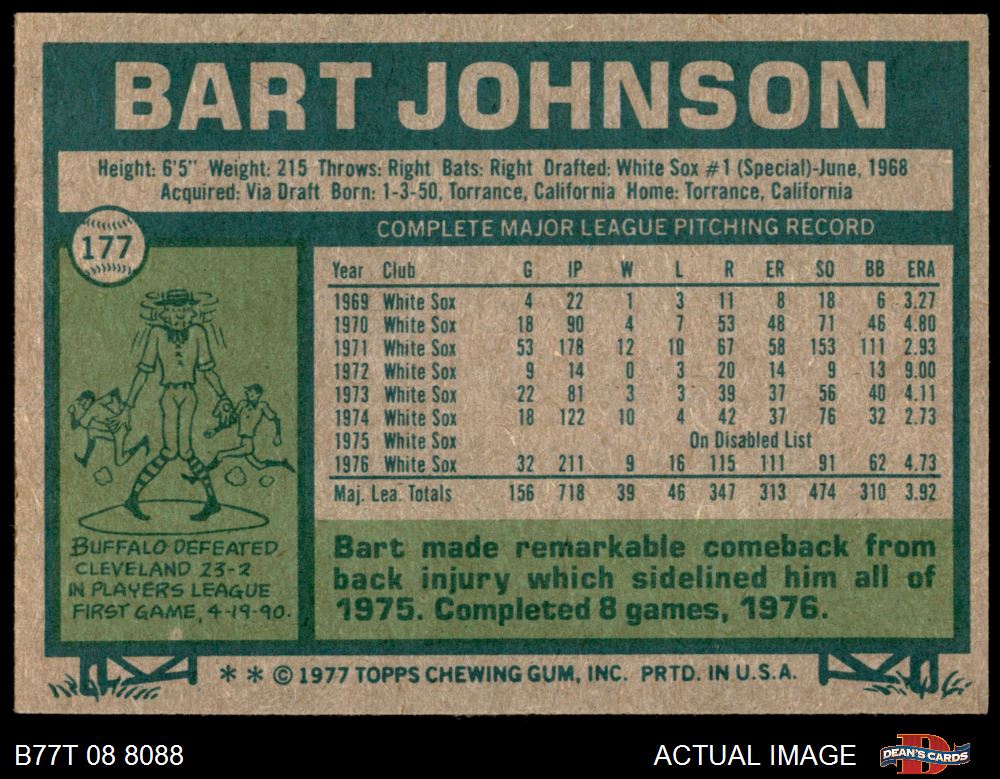 BART JOHNSON
Height: 6'5" Weight: 215 Throws: Right Bats: Right Drafted: White Sox #1 (Special)-June, 1968
Acquired: Via Draft Born: 1-3-50, Torrance, California Home: Torrance, California
177
COMPLETE MAJOR LEAGUE PITCHING RECORD
Year Club G IP W L R ER SO BB ERA
1969 White Sox 4 22 1 3 11 8 18 6 3.27
1970 White Sox 18 90 4 7 53 48 71 46 4.80
1971 White Sox 53 178 12 10 67 58 153 111 2.93
1972 White Sox 9 14 0 3 20 14 9 13 9.00
1973 White Sox 22 81 3 3 39 37 56 40 4.11
1974 White Sox 18 122 10 4 42 37 76 32 2.73
1975 White Sox On Disabled List
1976 White Sox 32 211 9 16 115 111 91 62 4.73
Maj. Lea. Totals 156 718 39 46 347 313 474 310 3.92
BUFFALO DEFEATED
CLEVELAND 23-2
IN PLAYERS LEAGUE
FIRST GAME, 4-19-90.
Bart made remarkable comeback from
back injury which sidelined him all of
1975. Completed 8 games, 1976.
* * © 1977 TOPPS CHEWING GUM, INC. PRTD. IN U.S.A.
B77T 08 8088
ACTUAL IMAGE
D
DEAN'S CARDS